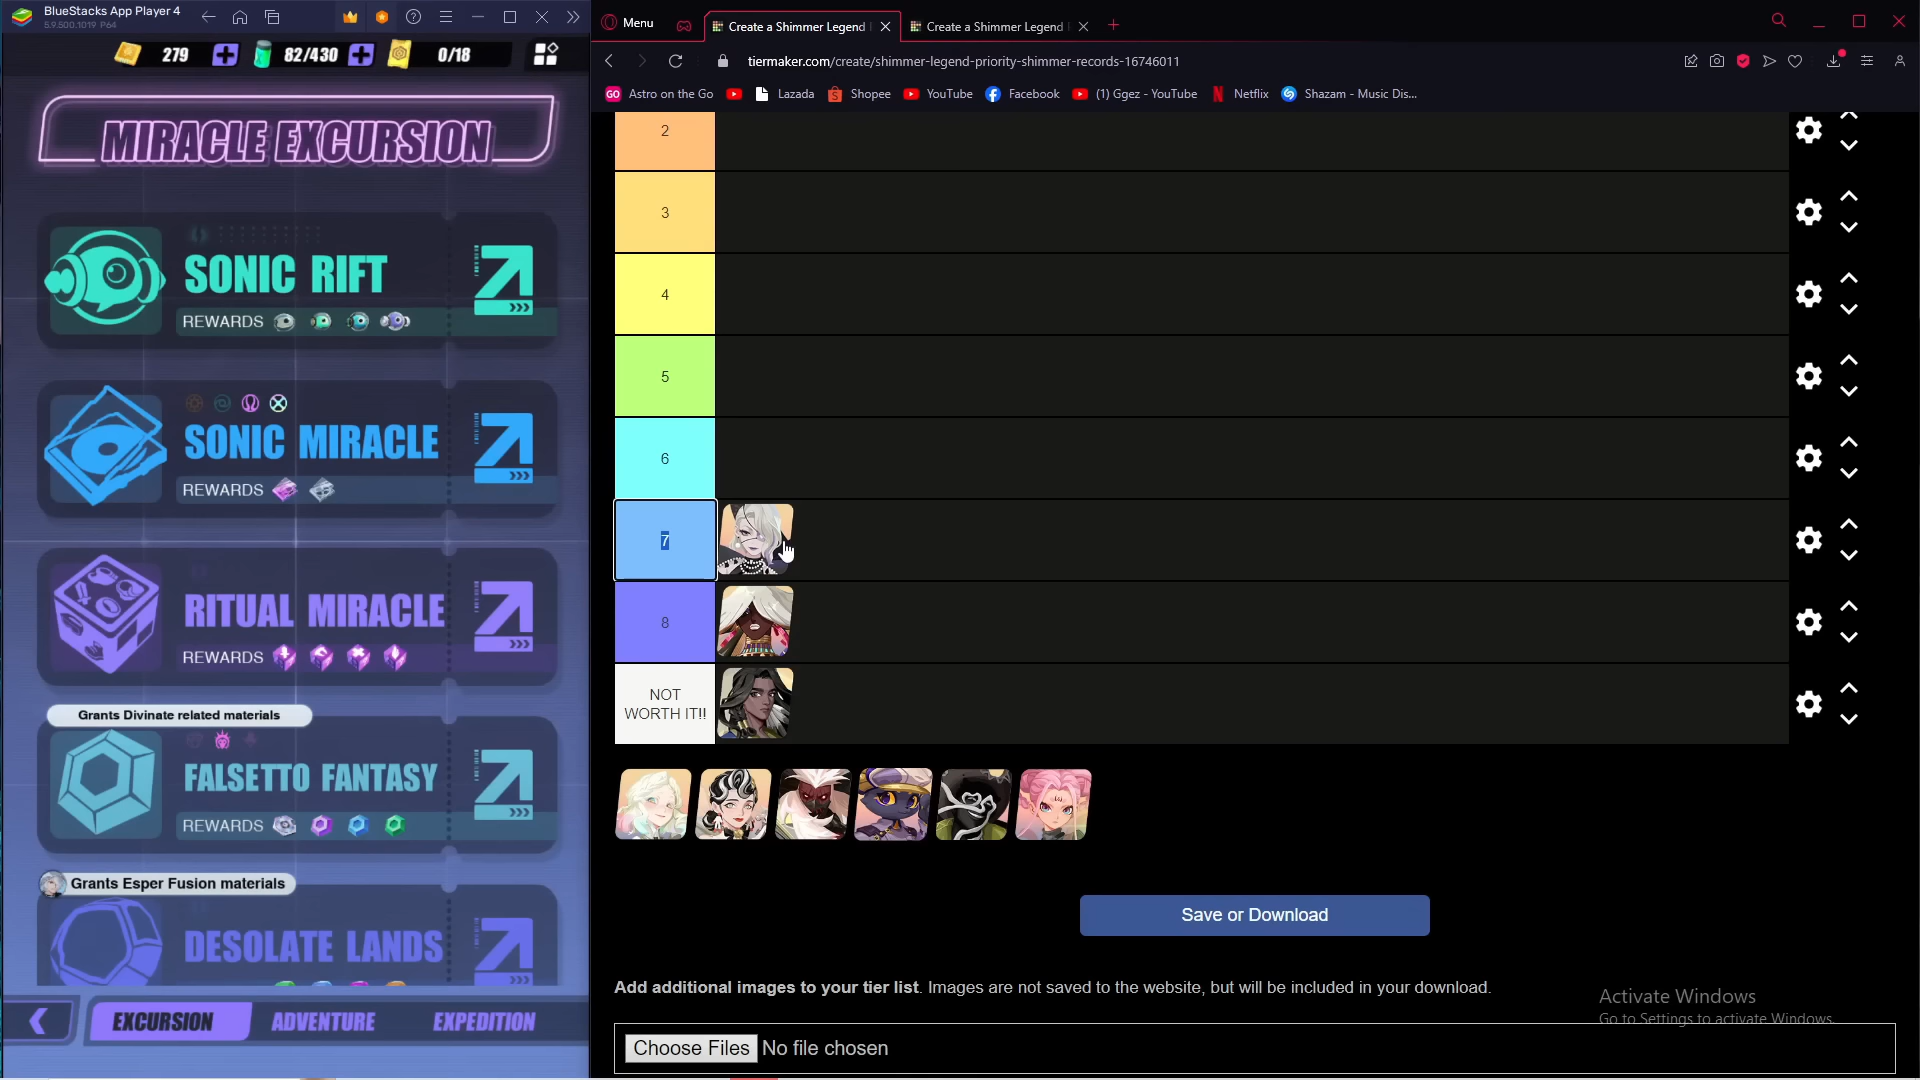 BlueStacks App Player 4
5.9.500.1019 P64
279
82/430
0/18
MIRACLE EXCURSION
SONIC RIFT
REWARDS
SONIC MIRACLE
REWARDS
RITUAL MIRACLE
REWARDS
Grants Divinate related materials
FALSETTO FANTASY
REWARDS
Grants Esper Fusion materials
DESOLATE LANDS
EXCURSION
ADVENTURE
EXPEDITION
Menu
Create a Shimmer Legend
Create a Shimmer Legend
tiermaker.com/create/shimmer-legend-priority-shimmer-records-16746011
GO Astro on the Go
Lazada
Shopee
YouTube
Facebook
(1) Ggez - YouTube
Netflix
Shazam - Music Dis...
2
3
4
5
6
7
8
NOT
WORTH IT!!
Save or Download
Add additional images to your tier list. Images are not saved to the website, but will be included in your download.
Activate Windows
Go to Settings to activate Windows.
Choose Files No file chosen